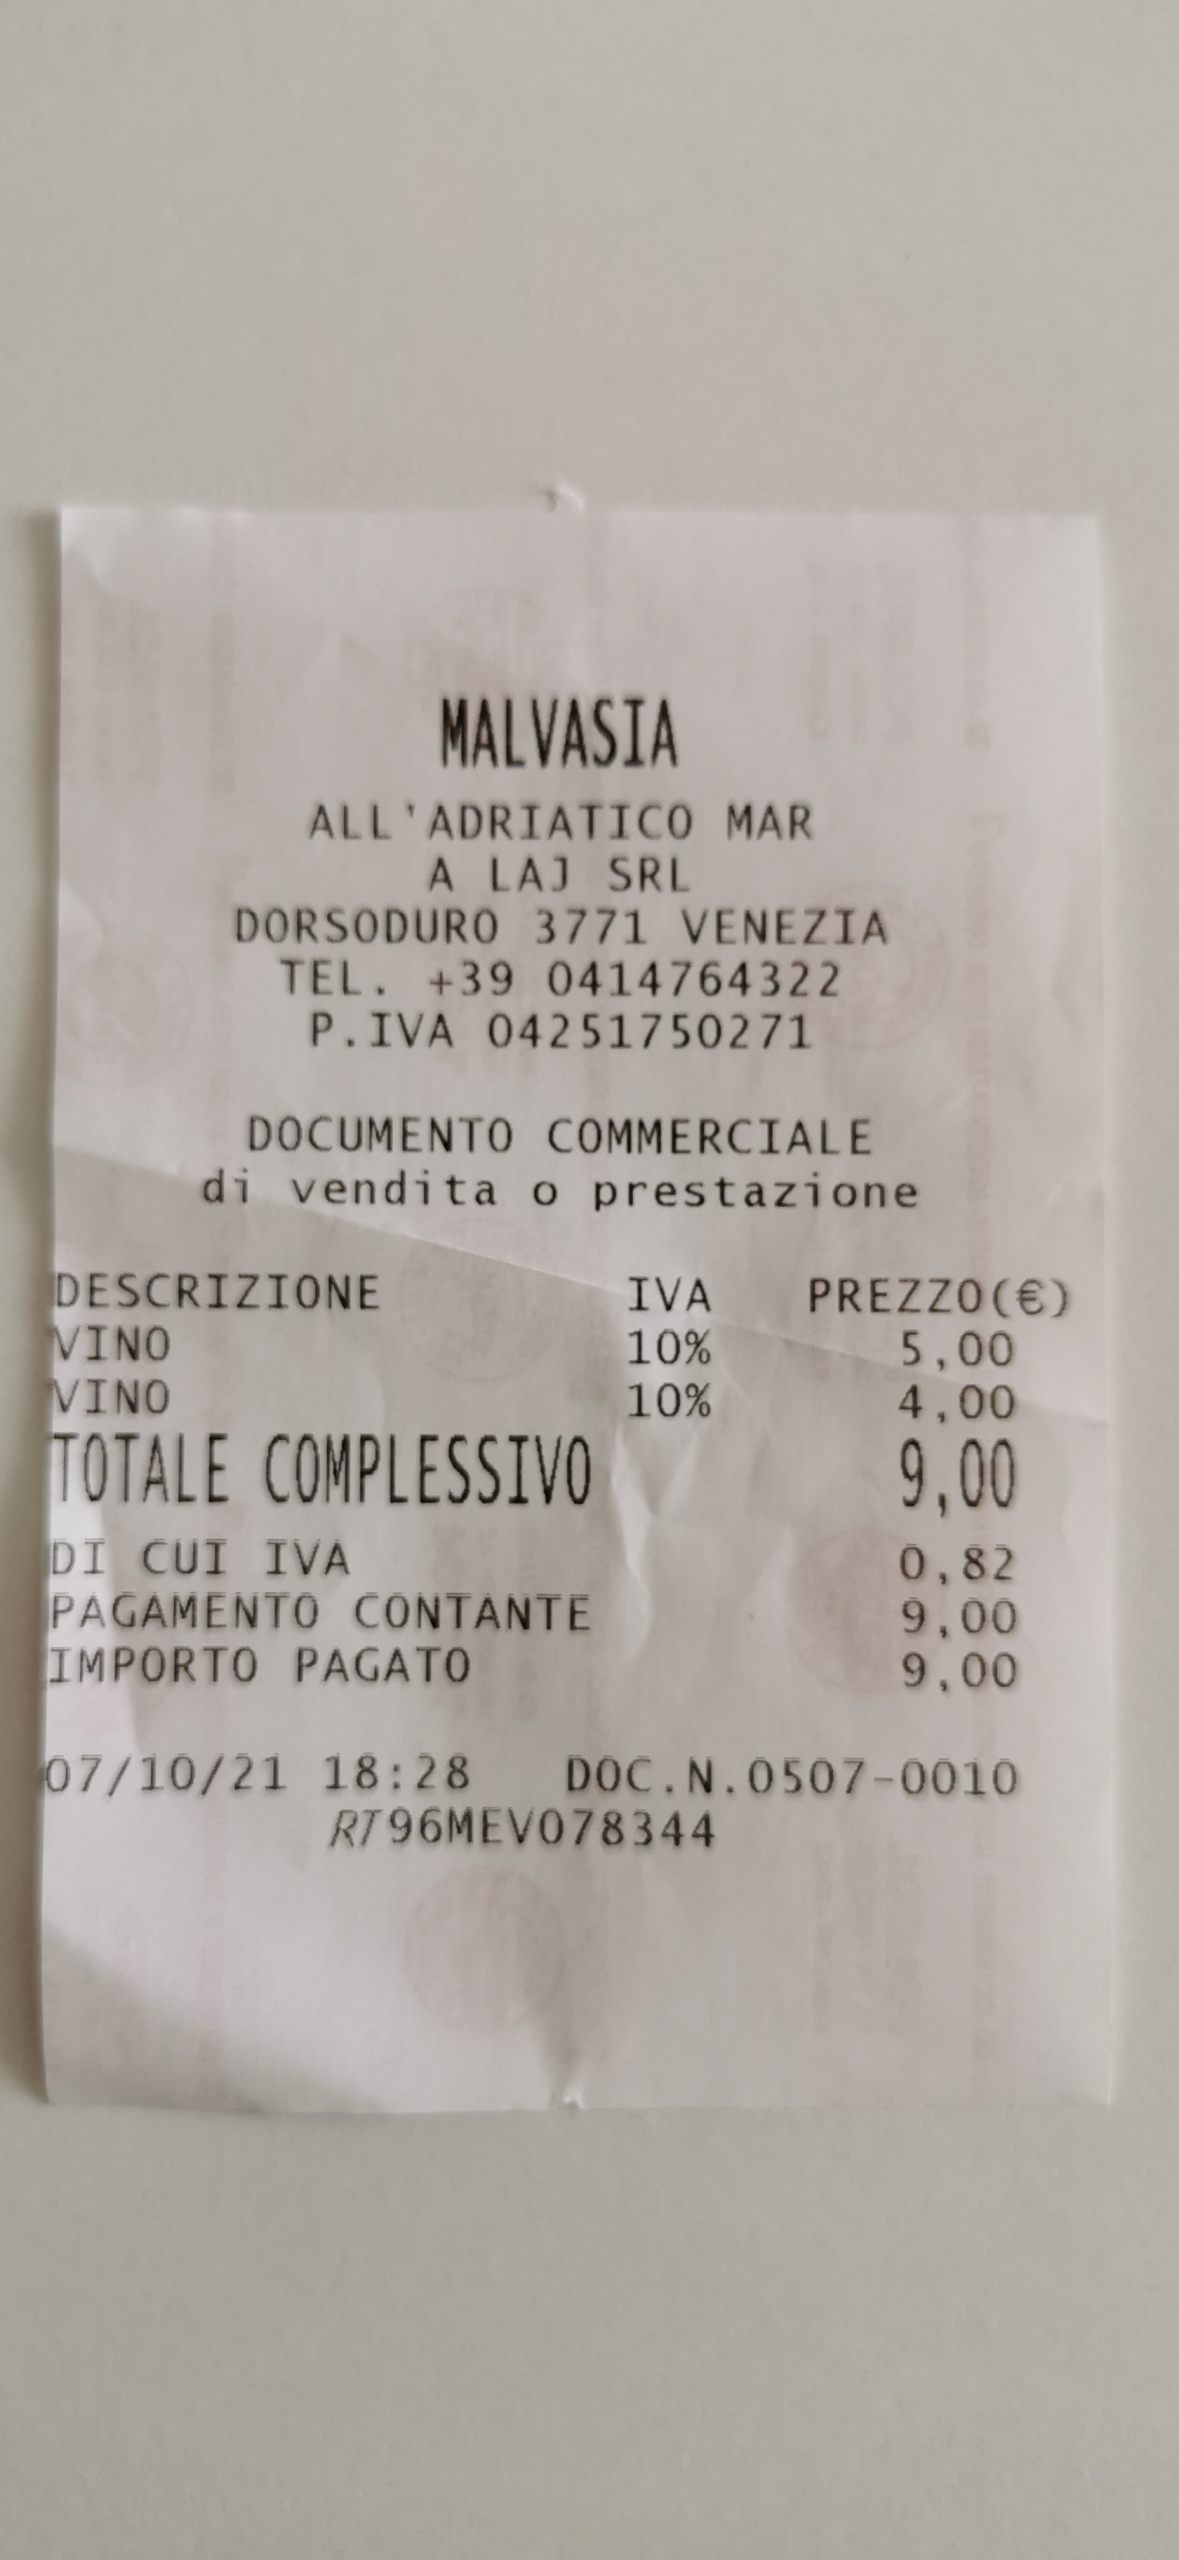 MALVASIA
ALL'ADRIATICO MAR
A LAJ SRL
DORSODURO 3771 VENEZIA
TEL. +39 0414764322
P.IVA 04251750271
DOCUMENTO COMMERCIALE
di vendita o prestazione
DESCRIZIONE IVA PREZZO(€)
VINO 10% 5,00
VINO 10% 4,00
TOTALE COMPLESSIVO 9,00
DI CUI IVA 0,82
PAGAMENTO CONTANTE 9,00
IMPORTO PAGATO 9,00
07/10/21 18:28 DOC.N.0507-0010
RT96MEV078344